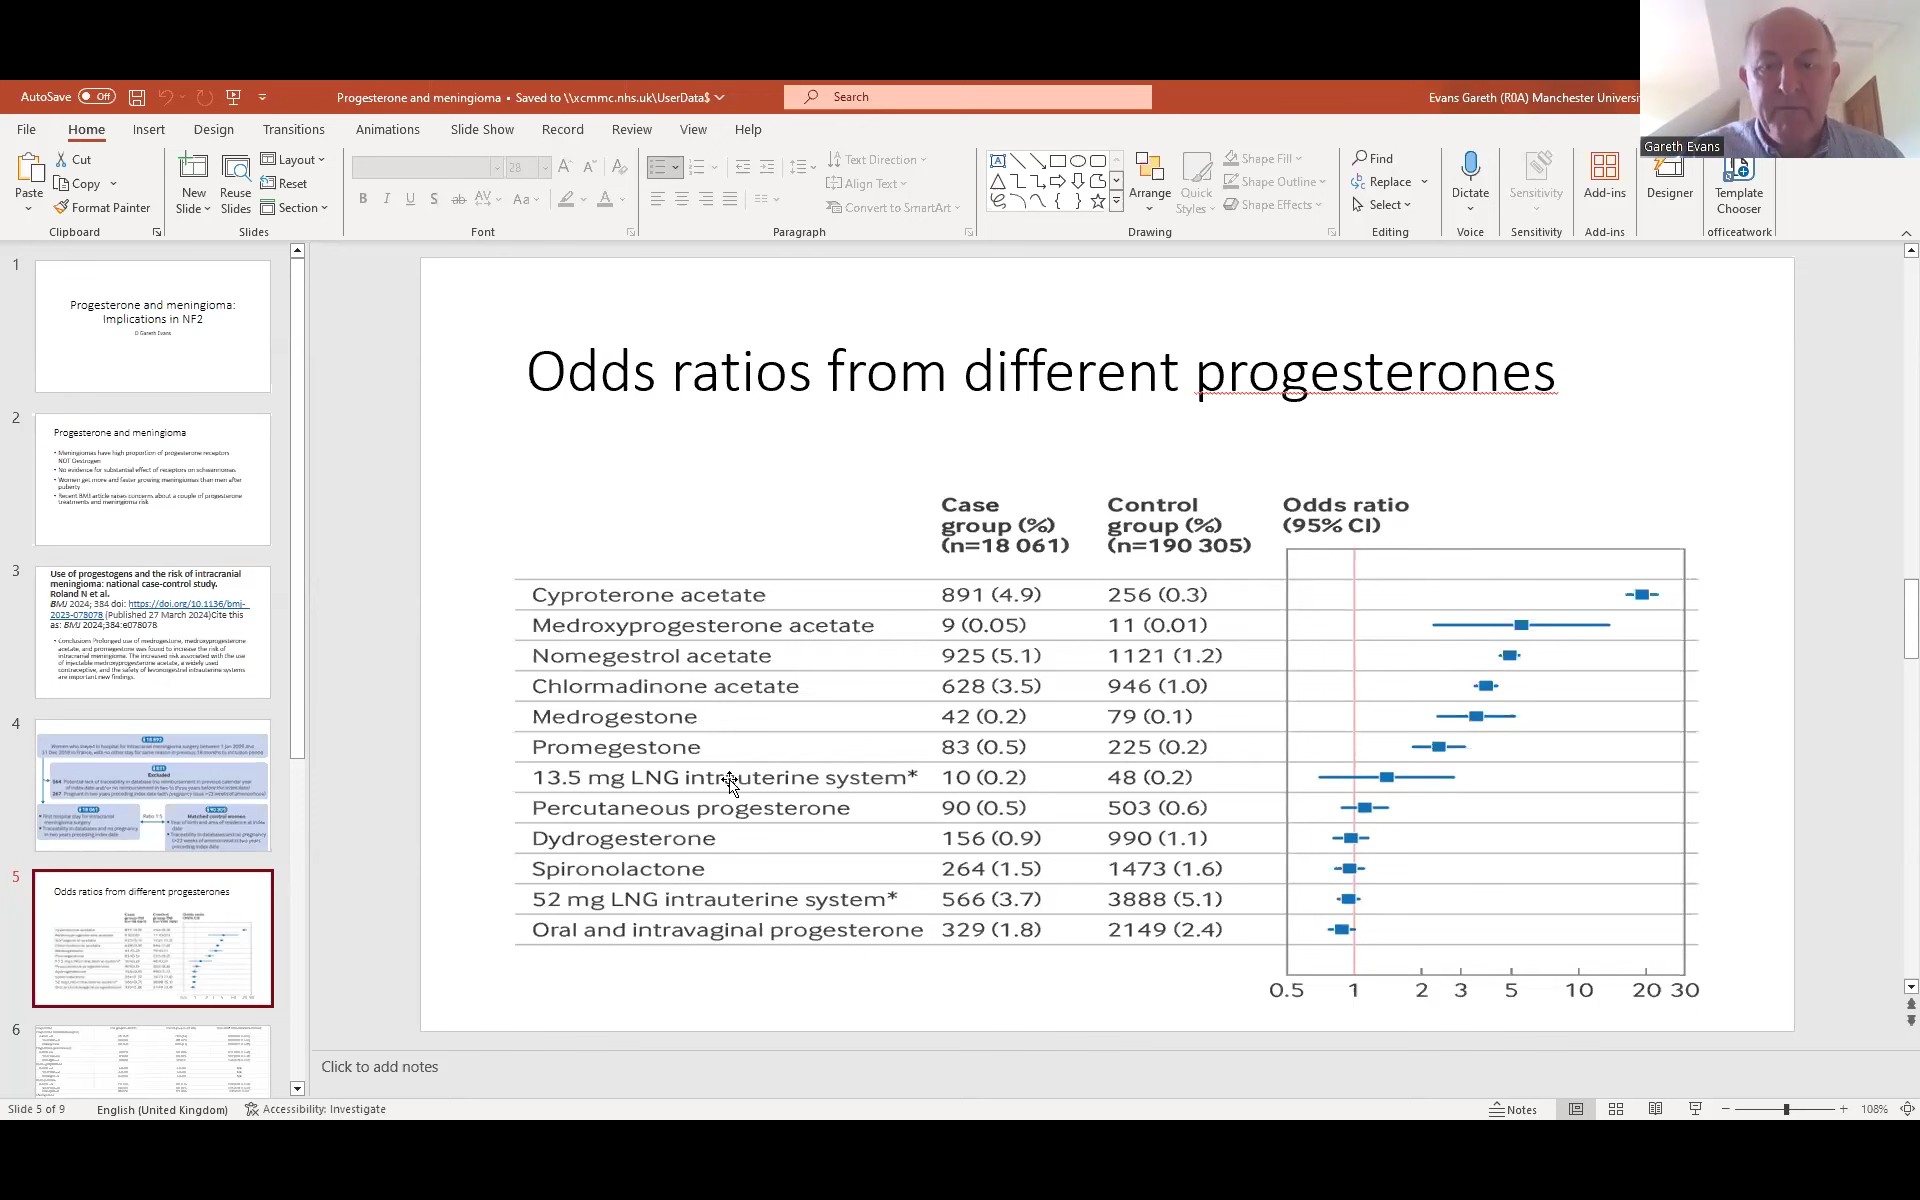 AutoSave Off
Progesterone and meningioma • Saved to \\xcmmc.nhs.uk\UserData$
Search
Evans Gareth (R0A) Manchester Universi
Gareth Evans
File Home Insert Design Transitions Animations Slide Show Record Review View Help
Paste
Cut
Copy
Format Painter
Clipboard
New Slide
Reuse Slides
Layout
Reset
Section
Slides
28
Font
Text Direction
Align Text
Convert to SmartArt
Paragraph
Arrange
Quick Styles
Shape Fill
Shape Outline
Shape Effects
Drawing
Find
Replace
Select
Editing
Dictate
Voice
Sensitivity
Sensitivity
Add-ins
Add-ins
Designer
Template Chooser
officeatwork
1
Progesterone and meningioma:
Implications in NF2
D Gareth Evans
2
Progesterone and meningioma
• Meningiomas have high proportion of progesterone receptors
NOT Oestrogen
• No evidence for substantial effect of receptors on schwannomas
• Women get more and faster growing meningiomas than men after
puberty
• Recent BMJ article raises concerns about a couple of progesterone
treatments and meningioma risk
3
Use of progestogens and the risk of intracranial
meningioma: national case-control study.
Roland N et al.
BMJ 2024; 384 doi: https://doi.org/10.1136/bmj-
2023-078078 (Published 27 March 2024)Cite this
as: BMJ 2024;384:e078078
• Conclusions Prolonged use of medrogestone, medroxyprogesterone
acetate, and promegestone was found to increase the risk of
intracranial meningioma. The increased risk associated with the use
of injectable medroxyprogesterone acetate, a widely used
contraceptive, and the safety of levonorgestrel intrauterine systems
are important new findings.
4
Excluded
Matched control women
5
Odds ratios from different progesterones
6
Odds ratios from different progesterones
Case group (%) (n=18 061)
Control group (%) (n=190 305)
Odds ratio (95% CI)
Cyproterone acetate 891 (4.9) 256 (0.3)
Medroxyprogesterone acetate 9 (0.05) 11 (0.01)
Nomegestrol acetate 925 (5.1) 1121 (1.2)
Chlormadinone acetate 628 (3.5) 946 (1.0)
Medrogestone 42 (0.2) 79 (0.1)
Promegestone 83 (0.5) 225 (0.2)
13.5 mg LNG intrauterine system* 10 (0.2) 48 (0.2)
Percutaneous progesterone 90 (0.5) 503 (0.6)
Dydrogesterone 156 (0.9) 990 (1.1)
Spironolactone 264 (1.5) 1473 (1.6)
52 mg LNG intrauterine system* 566 (3.7) 3888 (5.1)
Oral and intravaginal progesterone 329 (1.8) 2149 (2.4)
0.5 1 2 3 5 10 20 30
Click to add notes
Slide 5 of 9
English (United Kingdom)
Accessibility: Investigate
Notes
108%